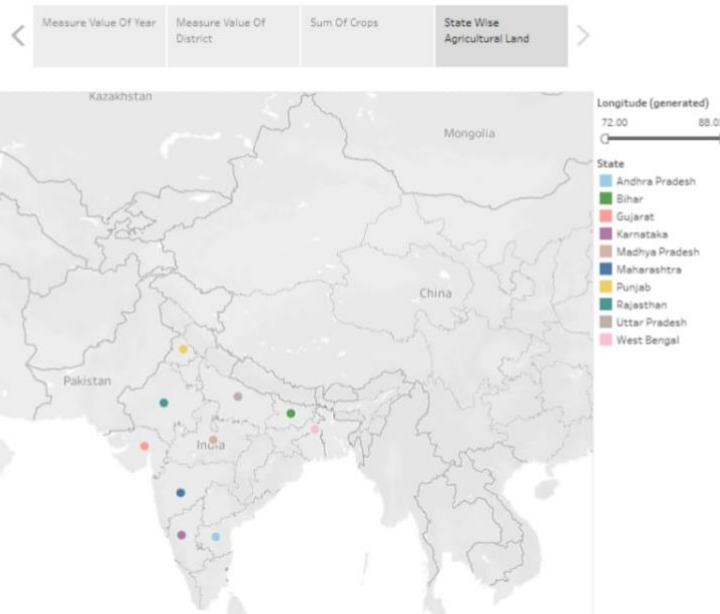 Measure Value Of Year
Measure Value Of
District
Sum Of Crops
State Wise
Agricultural Land
Kazakhstan
Mongolia
China
Pakistan
India
Longitude (generated)
72.00
State
Andhra Pradesh
Bihar
Gujarat
Karnataka
Madhya Pradesh
Maharashtra
Punjab
Rajasthan
Uttar Pradesh
West Bengal